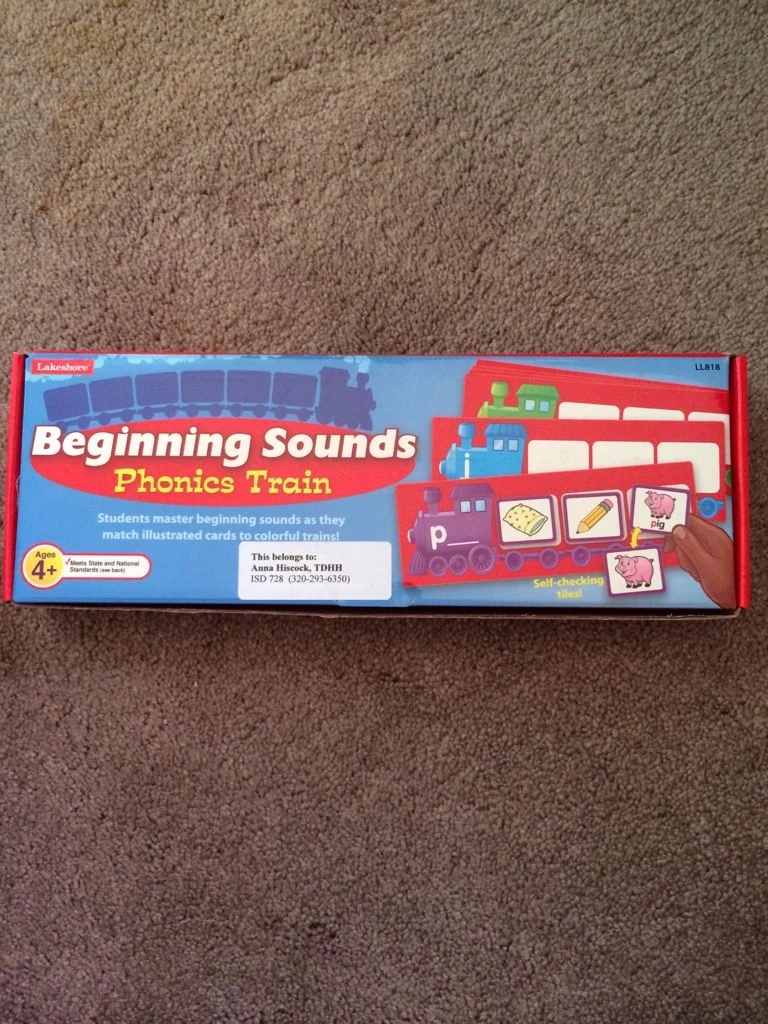 Lakeshore
LL818
Beginning Sounds
Phonics Train
Students master beginning sounds as they
match illustrated cards to colorful trains!
Ages
4+
✓Meets State and National
Standards (see back)
This belongs to:
Anna Hiscock, TDHH
ISD 728 (320-293-6350)
i
p
pig
Self-checking
tiles!